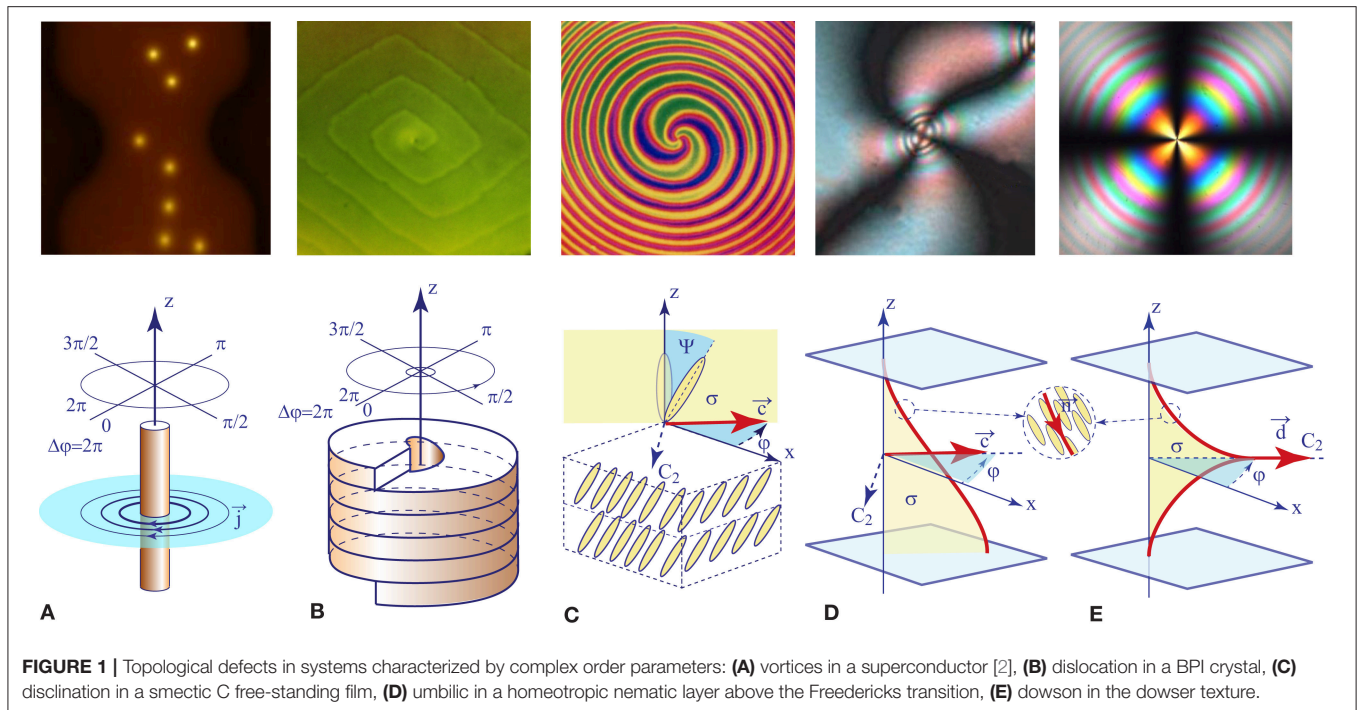 z
3π/2
π
2π
0
π/2
Δφ=2π
j
A
z
3π/2
π
2π
0
π/2
Δφ=2π
B
z
Ψ
σ
c
φ
x
C2
C
z
n
c
φ
C2
σ
x
D
z
d
C2
σ
φ
x
E
FIGURE 1 | Topological defects in systems characterized by complex order parameters: (A) vortices in a superconductor [2], (B) dislocation in a BPI crystal, (C)
disclination in a smectic C free-standing film, (D) umbilic in a homeotropic nematic layer above the Freedericks transition, (E) dowson in the dowser texture.